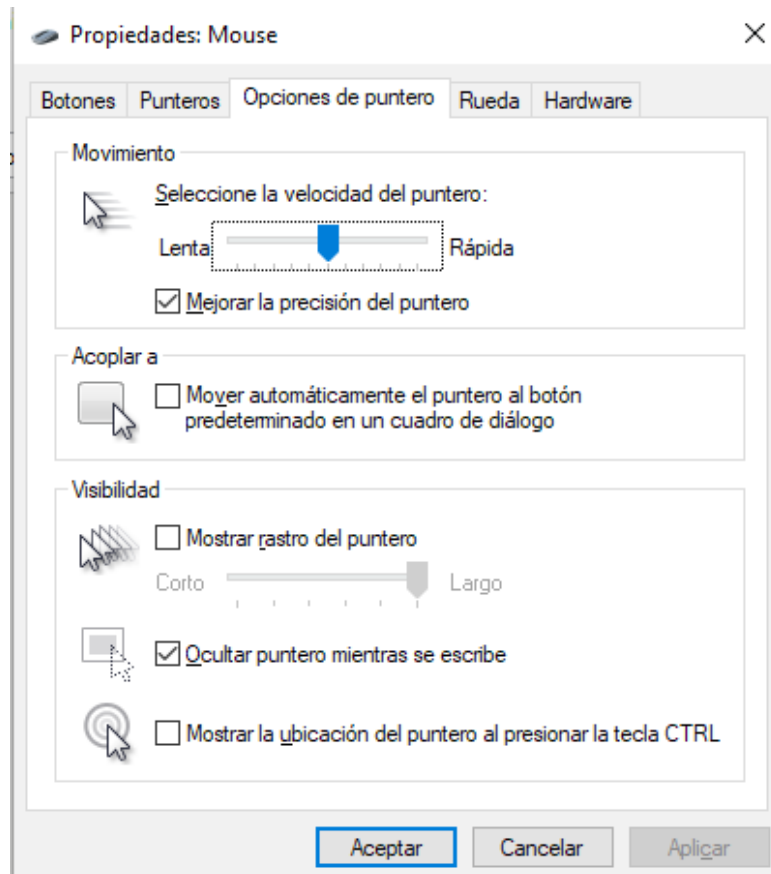 Propiedades: Mouse
Botones Punteros Opciones de puntero Rueda Hardware
Movimiento
Seleccione la velocidad del puntero:
Lenta Rápida
Mejorar la precisión del puntero
Acoplar a
Mover automáticamente el puntero al botón
predeterminado en un cuadro de diálogo
Visibilidad
Mostrar rastro del puntero
Corto Largo
Ocultar puntero mientras se escribe
Mostrar la ubicación del puntero al presionar la tecla CTRL
Aceptar Cancelar Aplicar